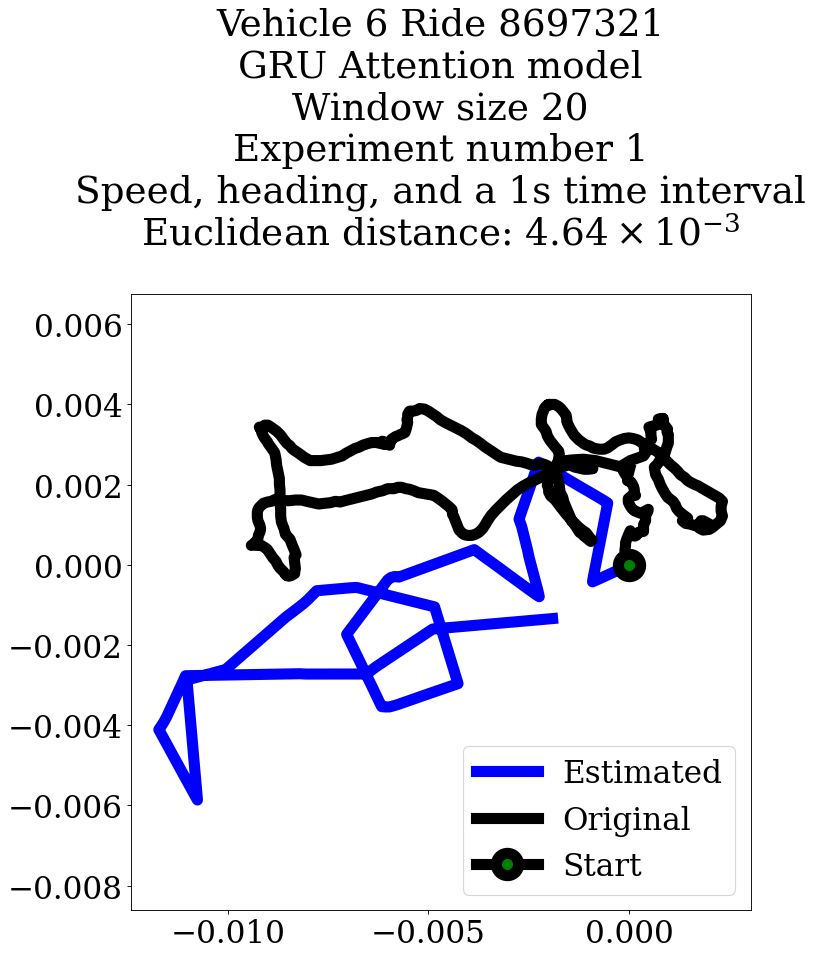 Vehicle 6 Ride 8697321
GRU Attention model
Window size 20
Experiment number 1
Speed, heading, and a 1s time interval
Euclidean distance: 4.64 × 10⁻³
0.006
0.004
0.002
0.000
−0.002
−0.004
−0.006
−0.008
−0.010
−0.005
0.000
Estimated
Original
Start